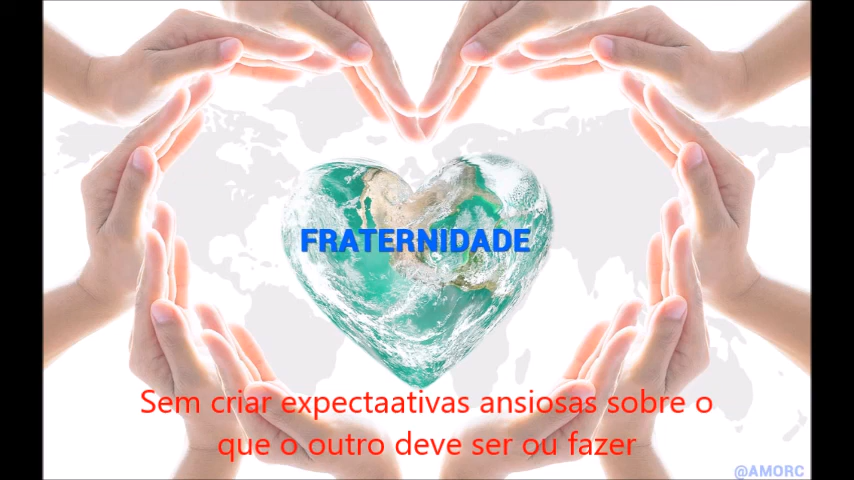 FRATERNIDADE
Sem criar expectaativas ansiosas sobre o
que o outro deve ser ou fazer
@AMORC